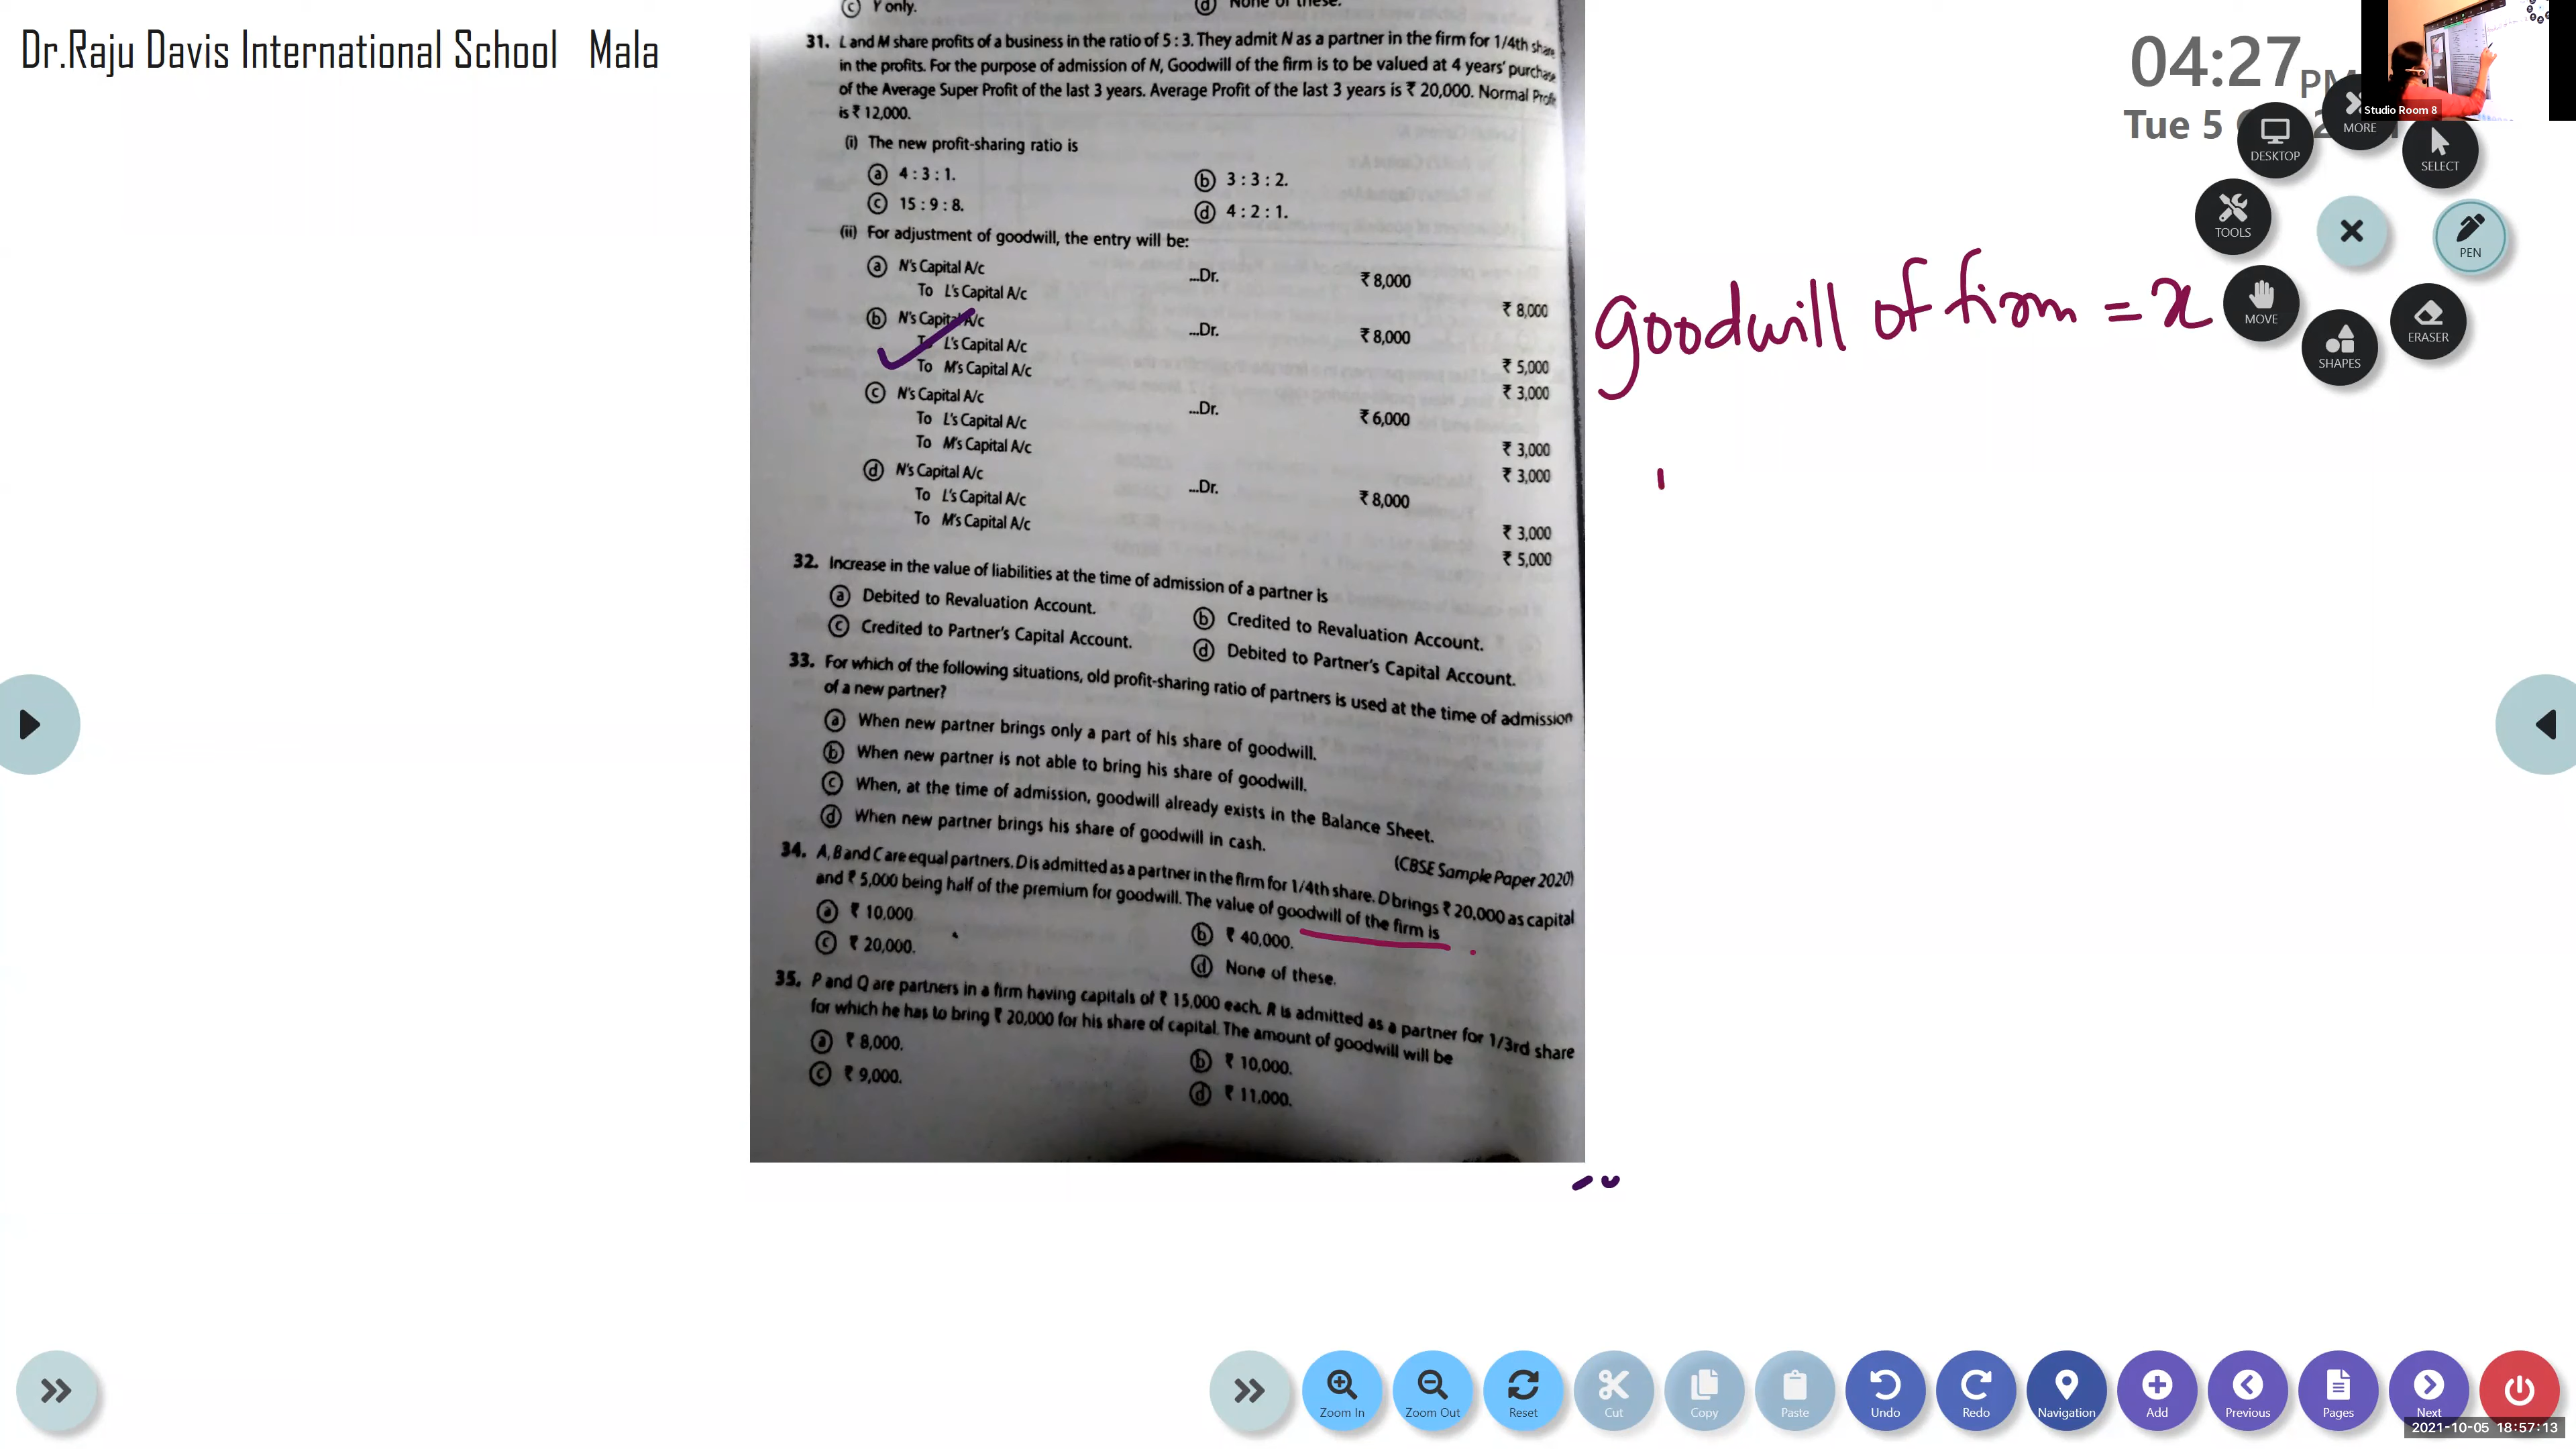 Dr.Raju Davis International School Mala
04:27PM
Tue 5
Studio Room 8
MORE
DESKTOP
SELECT
TOOLS
PEN
MOVE
ERASER
SHAPES
c Y only.
d None of these.
31. L and M share profits of a business in the ratio of 5 : 3. They admit N as a partner in the firm for 1/4th share
in the profits. For the purpose of admission of N, Goodwill of the firm is to be valued at 4 years' purchase
of the Average Super Profit of the last 3 years. Average Profit of the last 3 years is ₹ 20,000. Normal Profit
is ₹ 12,000.
(i) The new profit-sharing ratio is
a 4 : 3 : 1. b 3 : 3 : 2.
c 15 : 9 : 8. d 4 : 2 : 1.
(ii) For adjustment of goodwill, the entry will be:
a N's Capital A/c ...Dr. ₹ 8,000
To L's Capital A/c ₹ 8,000
b N's Capital A/c ...Dr. ₹ 8,000
To L's Capital A/c ₹ 5,000
To M's Capital A/c ₹ 3,000
c N's Capital A/c ...Dr. ₹ 6,000
To L's Capital A/c ₹ 3,000
To M's Capital A/c ₹ 3,000
d N's Capital A/c ...Dr. ₹ 8,000
To L's Capital A/c ₹ 3,000
To M's Capital A/c ₹ 5,000
goodwill of firm = x
32. Increase in the value of liabilities at the time of admission of a partner is
a Debited to Revaluation Account. b Credited to Revaluation Account.
c Credited to Partner's Capital Account. d Debited to Partner's Capital Account.
33. For which of the following situations, old profit-sharing ratio of partners is used at the time of admission
of a new partner?
a When new partner brings only a part of his share of goodwill.
b When new partner is not able to bring his share of goodwill.
c When, at the time of admission, goodwill already exists in the Balance Sheet.
d When new partner brings his share of goodwill in cash.
(CBSE Sample Paper 2020)
34. A, B and C are equal partners. D is admitted as a partner in the firm for 1/4th share. D brings ₹ 20,000 as capital
and ₹ 5,000 being half of the premium for goodwill. The value of goodwill of the firm is
a ₹ 10,000. b ₹ 40,000.
c ₹ 20,000. d None of these.
35. P and Q are partners in a firm having capitals of ₹ 15,000 each. R is admitted as a partner for 1/3rd share
for which he has to bring ₹ 20,000 for his share of capital. The amount of goodwill will be
a ₹ 8,000. b ₹ 10,000.
c ₹ 9,000. d ₹ 11,000.
Zoom In
Zoom Out
Reset
Cut
Copy
Paste
Undo
Redo
Navigation
Add
Previous
Pages
Next
2021-10-05 18:57:13